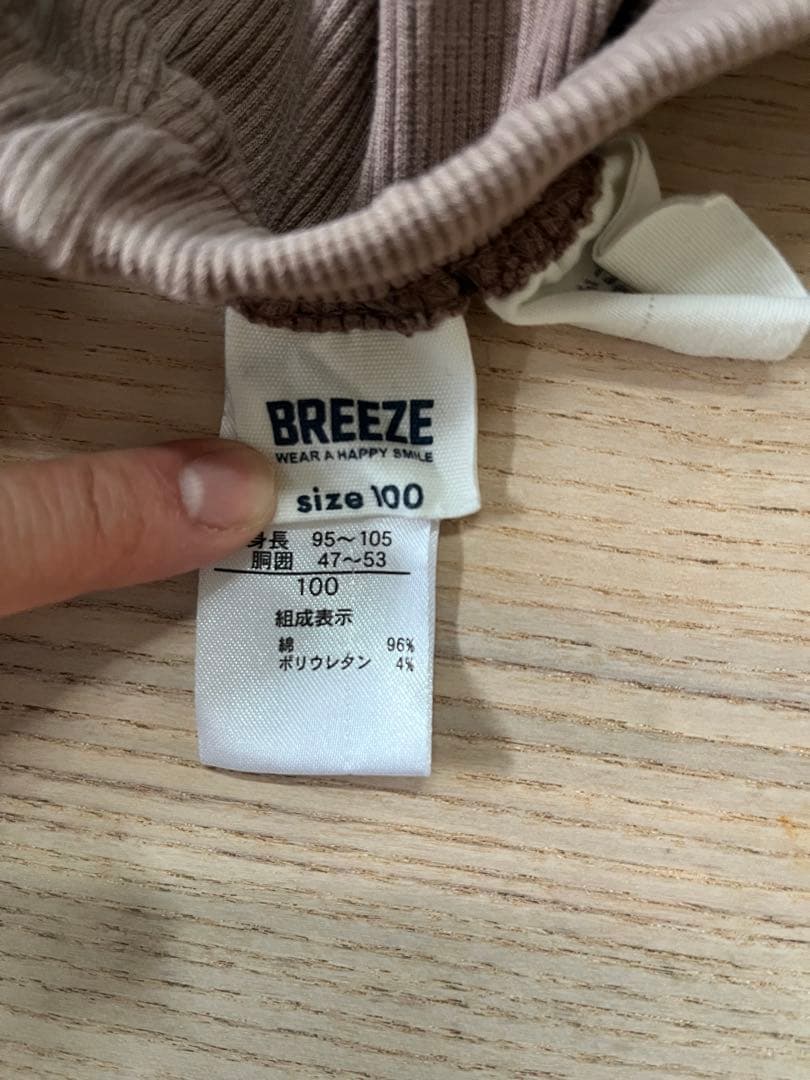 BREEZE
WEAR A HAPPY SMILE
size 100
身長 95〜105
胴囲 47〜53
100
組成表示
綿 96%
ポリウレタン 4%